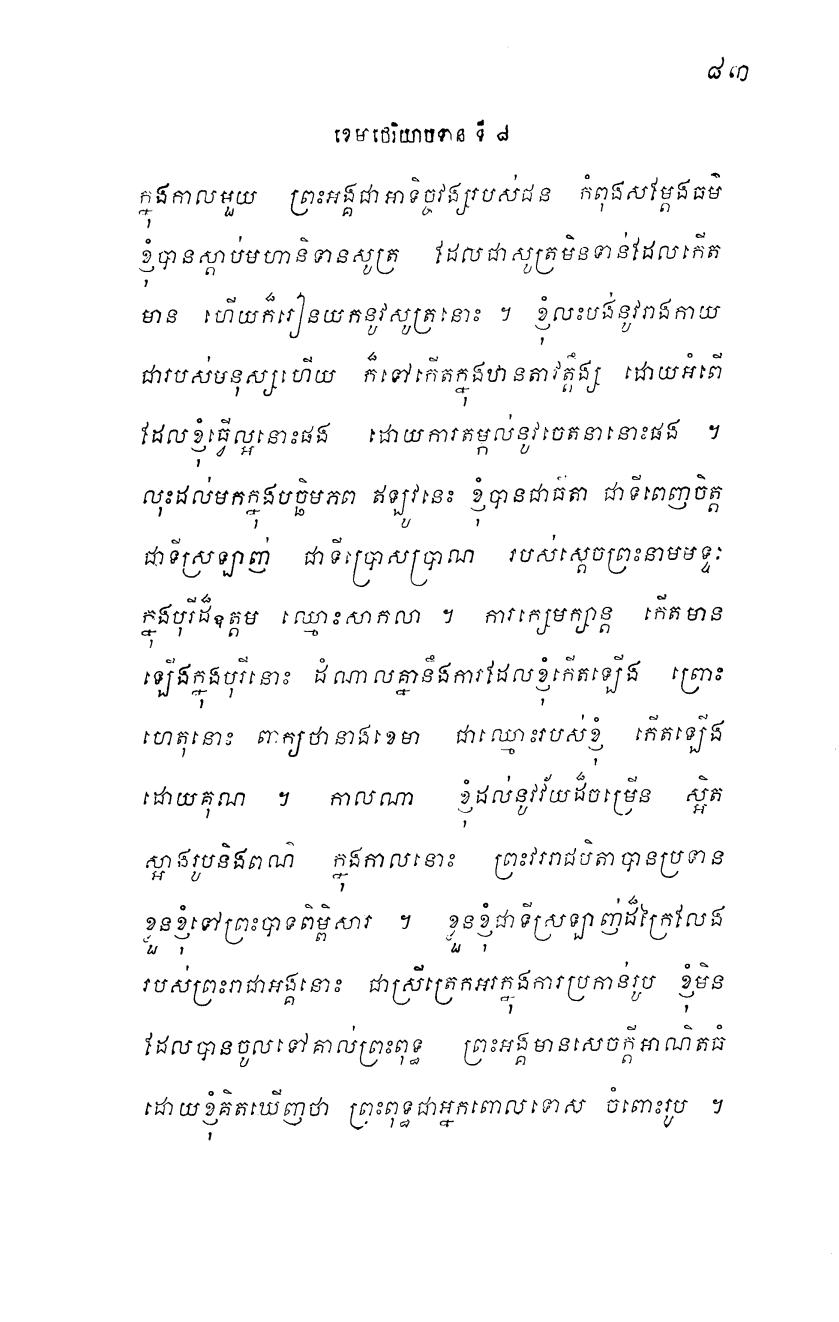 ៨៣
ខេមាថេរិយាបទាន ទី ៨
ក្នុងកាលមួយ ព្រះអង្គជាអាទិច្ចវង្សរបស់ជន កំពុងសម្តែងធម៌
ខ្ញុំបានស្តាប់មហានិទានសូត្រ ដែលជាសូត្រមិនទាន់ដែលកើត
មាន ហើយក៏រៀនយកនូវសូត្រនោះ ។ ខ្ញុំលះបង់នូវរាងកាយ
ជារបស់មនុស្សហើយ ក៏ទៅកើតក្នុងឋានតាវត្តឹង្ស ដោយអំពើ
ដែលខ្ញុំធ្វើល្អនោះផង ដោយការតម្កល់នូវចេតនានោះផង ។
លុះដល់មកក្នុងបច្ឆិមភព ឥឡូវនេះ ខ្ញុំបានជាធីតា ជាទីពេញចិត្ត
ជាទីស្រឡាញ់ ជាទីប្រោសប្រាណ របស់ស្តេចព្រះនាមមទ្ទៈ
ក្នុងបុរីដ៏ឧត្តម ឈ្មោះសាកលា ។ ការក្សេមក្សាន្ត កើតមាន
ឡើងក្នុងបុរីនោះ ដំណាលគ្នានឹងការដែលខ្ញុំកើតឡើង ព្រោះ
ហេតុនោះ ពាក្យថានាងខេមា ជាឈ្មោះរបស់ខ្ញុំ កើតឡើង
ដោយគុណ ។ កាលណា ខ្ញុំដល់នូវវ័យដ៏ចម្រើន ស្អិត
ស្អាងរូបនិងពណ៌ ក្នុងកាលនោះ ព្រះវររាជបិតាបានប្រទាន
ខ្លួនខ្ញុំទៅព្រះបាទពិម្ពិសារ ។ ខ្លួនខ្ញុំជាទីស្រឡាញ់ដ៏ក្រៃលែង
របស់ព្រះរាជាអង្គនោះ ជាស្រីត្រេកអរក្នុងការប្រកាន់រូប ខ្ញុំមិន
ដែលបានចូលទៅគាល់ព្រះពុទ្ធ ព្រះអង្គមានសេចក្តីអាណិតធំ
ដោយខ្ញុំគិតឃើញថា ព្រះពុទ្ធជាអ្នកពោលទោស ចំពោះរូប ។